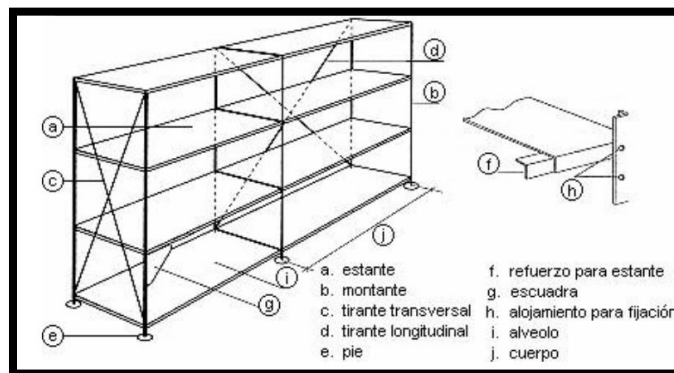 d
b
a
c
f
h
j
i
g
e
a. estante
b. montante
c. tirante transversal
d. tirante longitudinal
e. pie
f. refuerzo para estante
g. escuadra
h. alojamiento para fijación
i. alveolo
j. cuerpo